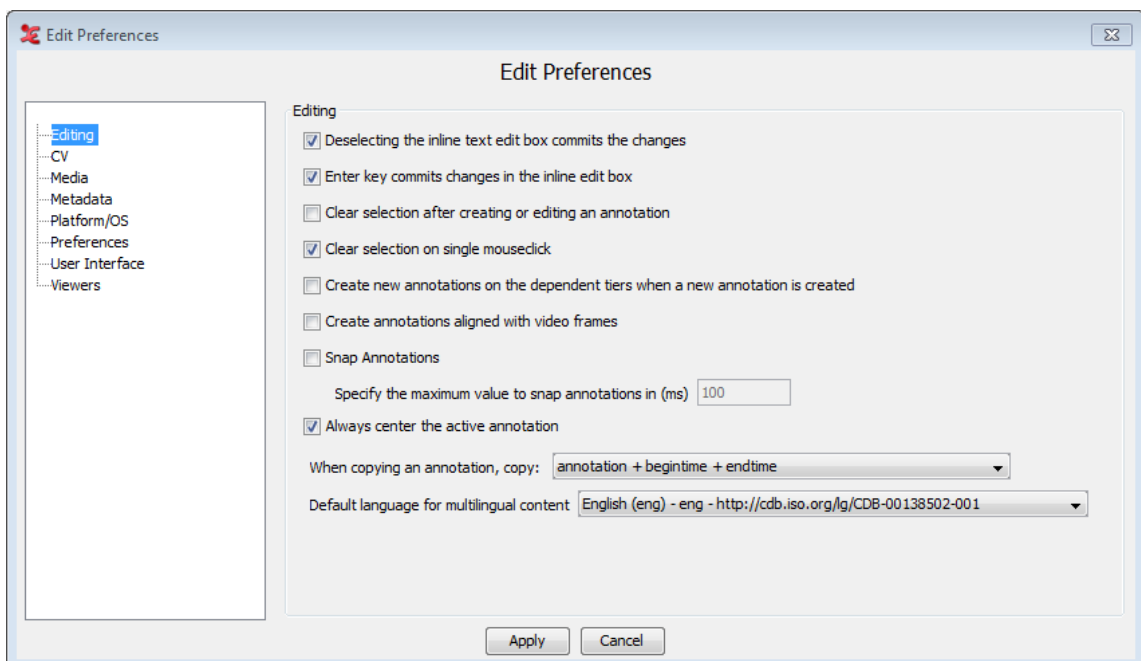 Edit Preferences
Edit Preferences
Editing
CV
Media
Metadata
Platform/OS
Preferences
User Interface
Viewers
Editing
Deselecting the inline text edit box commits the changes
Enter key commits changes in the inline edit box
Clear selection after creating or editing an annotation
Clear selection on single mouseclick
Create new annotations on the dependent tiers when a new annotation is created
Create annotations aligned with video frames
Snap Annotations
Specify the maximum value to snap annotations in (ms) 100
Always center the active annotation
When copying an annotation, copy: annotation + begintime + endtime
Default language for multilingual content English (eng) - eng - http://cdb.iso.org/lg/CDB-00138502-001
Apply Cancel